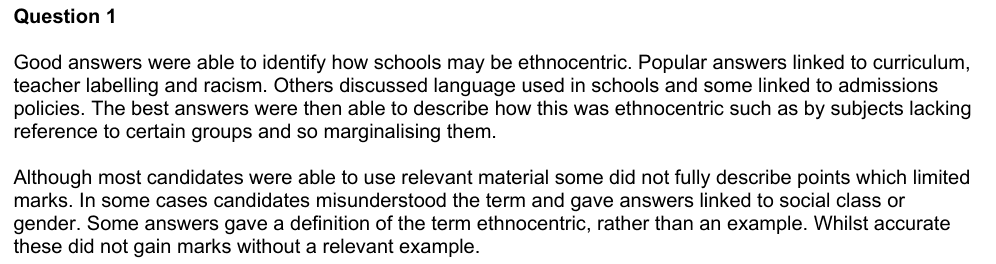 Question 1
Good answers were able to identify how schools may be ethnocentric. Popular answers linked to curriculum,
teacher labelling and racism. Others discussed language used in schools and some linked to admissions
policies. The best answers were then able to describe how this was ethnocentric such as by subjects lacking
reference to certain groups and so marginalising them.
Although most candidates were able to use relevant material some did not fully describe points which limited
marks. In some cases candidates misunderstood the term and gave answers linked to social class or
gender. Some answers gave a definition of the term ethnocentric, rather than an example. Whilst accurate
these did not gain marks without a relevant example.